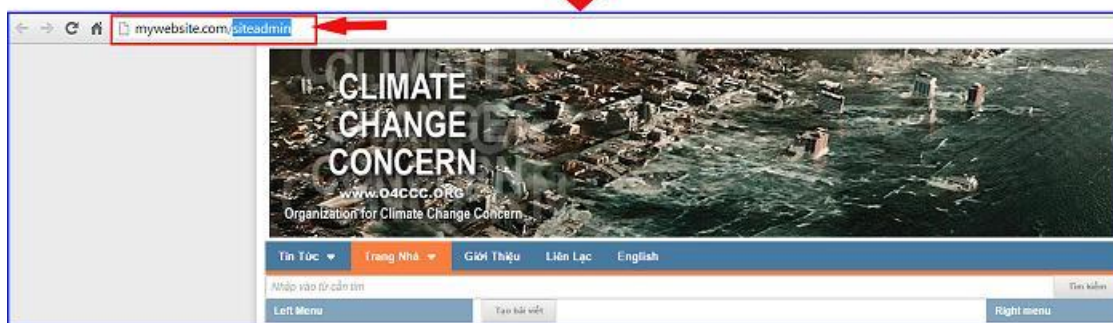 mywebsite.com/siteadmin
CLIMATE
CHANGE
CONCERN
www.O4CCC.ORG
Organization for Climate Change Concern
Tin Tức Trang Nhà Giới Thiệu Liên Lạc English
Nhập vào từ cần tìm Tìm kiếm
Left Menu Tạo bài viết Right menu